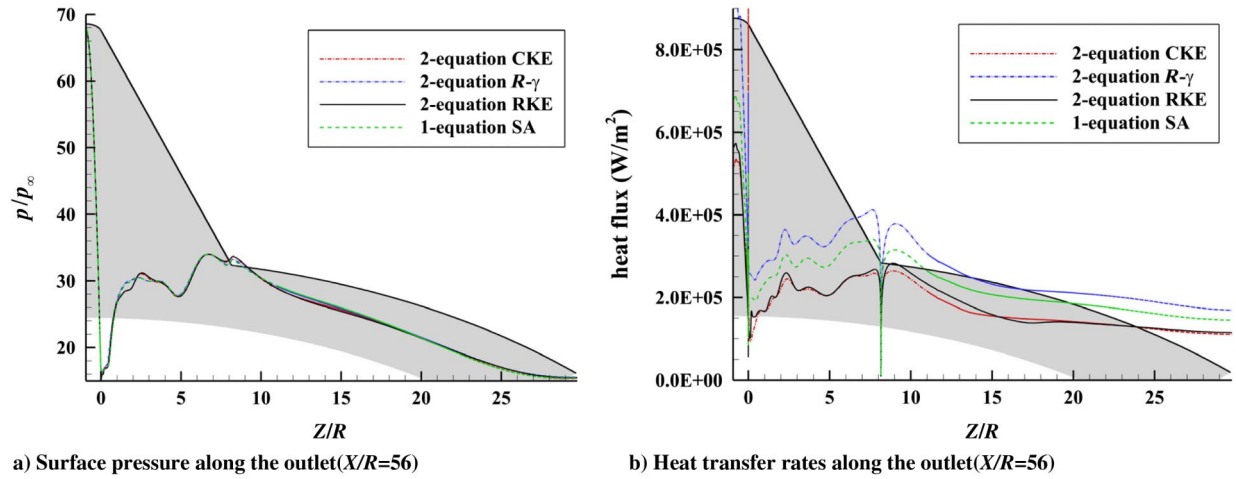 70
60
50
40
30
20
p/p∞
0 5 10 15 20 25
Z/R
2-equation CKE
2-equation R-γ
2-equation RKE
1-equation SA
a) Surface pressure along the outlet(X/R=56)
8.0E+05
6.0E+05
4.0E+05
2.0E+05
0.0E+00
heat flux (W/m²)
0 5 10 15 20 25
Z/R
2-equation CKE
2-equation R-γ
2-equation RKE
1-equation SA
b) Heat transfer rates along the outlet(X/R=56)